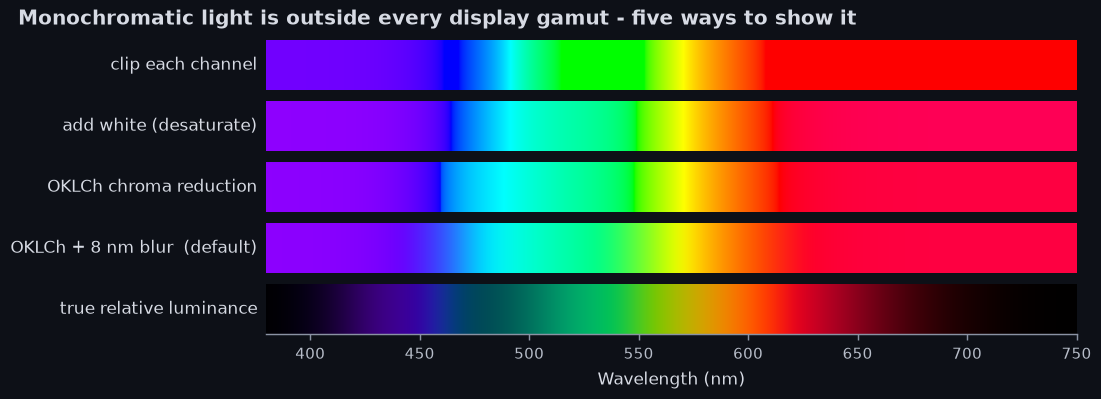 Monochromatic light is outside every display gamut - five ways to show it
clip each channel
add white (desaturate)
OKLCh chroma reduction
OKLCh + 8 nm blur  (default)
true relative luminance
400 450 500 550 600 650 700 750
Wavelength (nm)